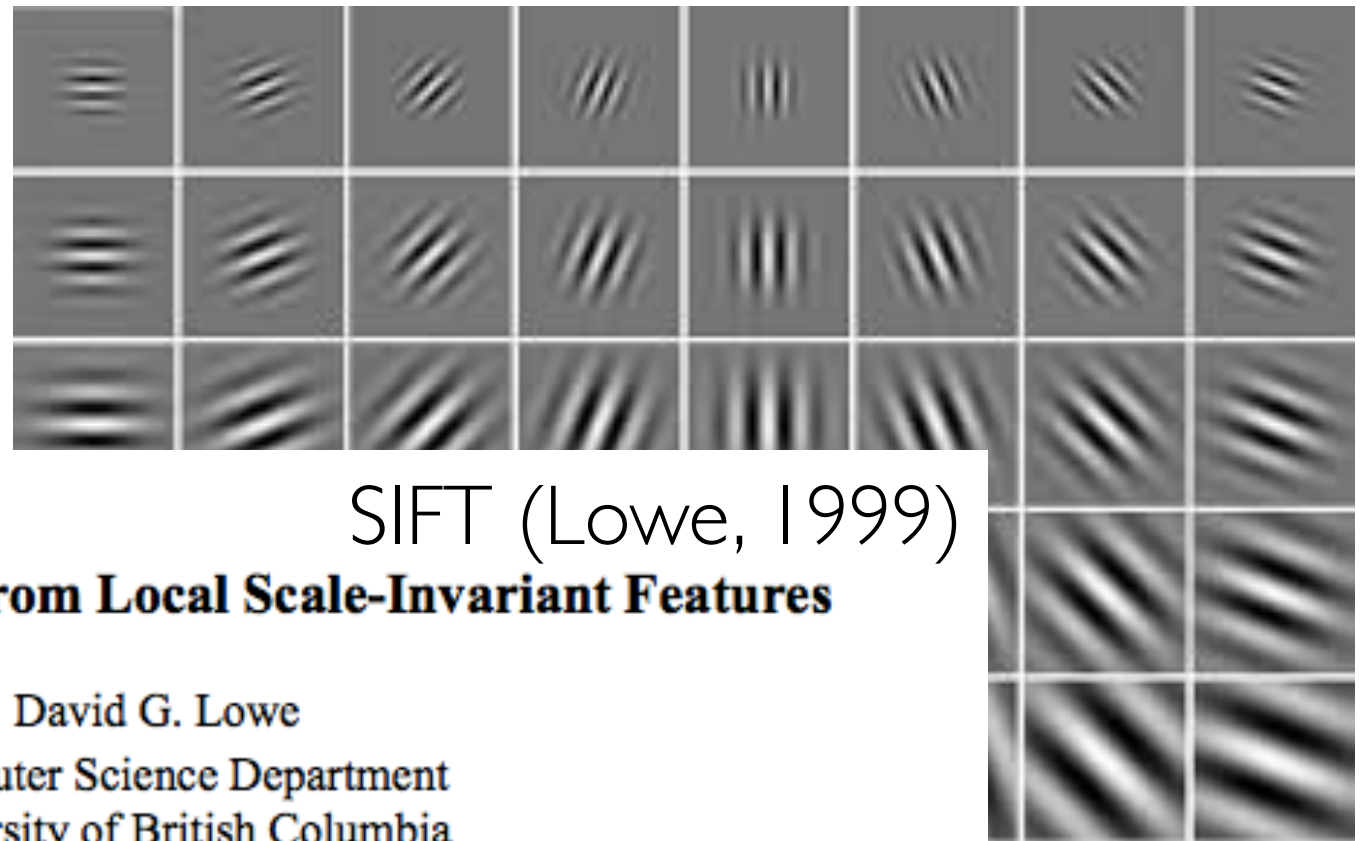 SIFT (Lowe, 1999)
rom Local Scale-Invariant Features
David G. Lowe
uter Science Department
rsity of British Columbia